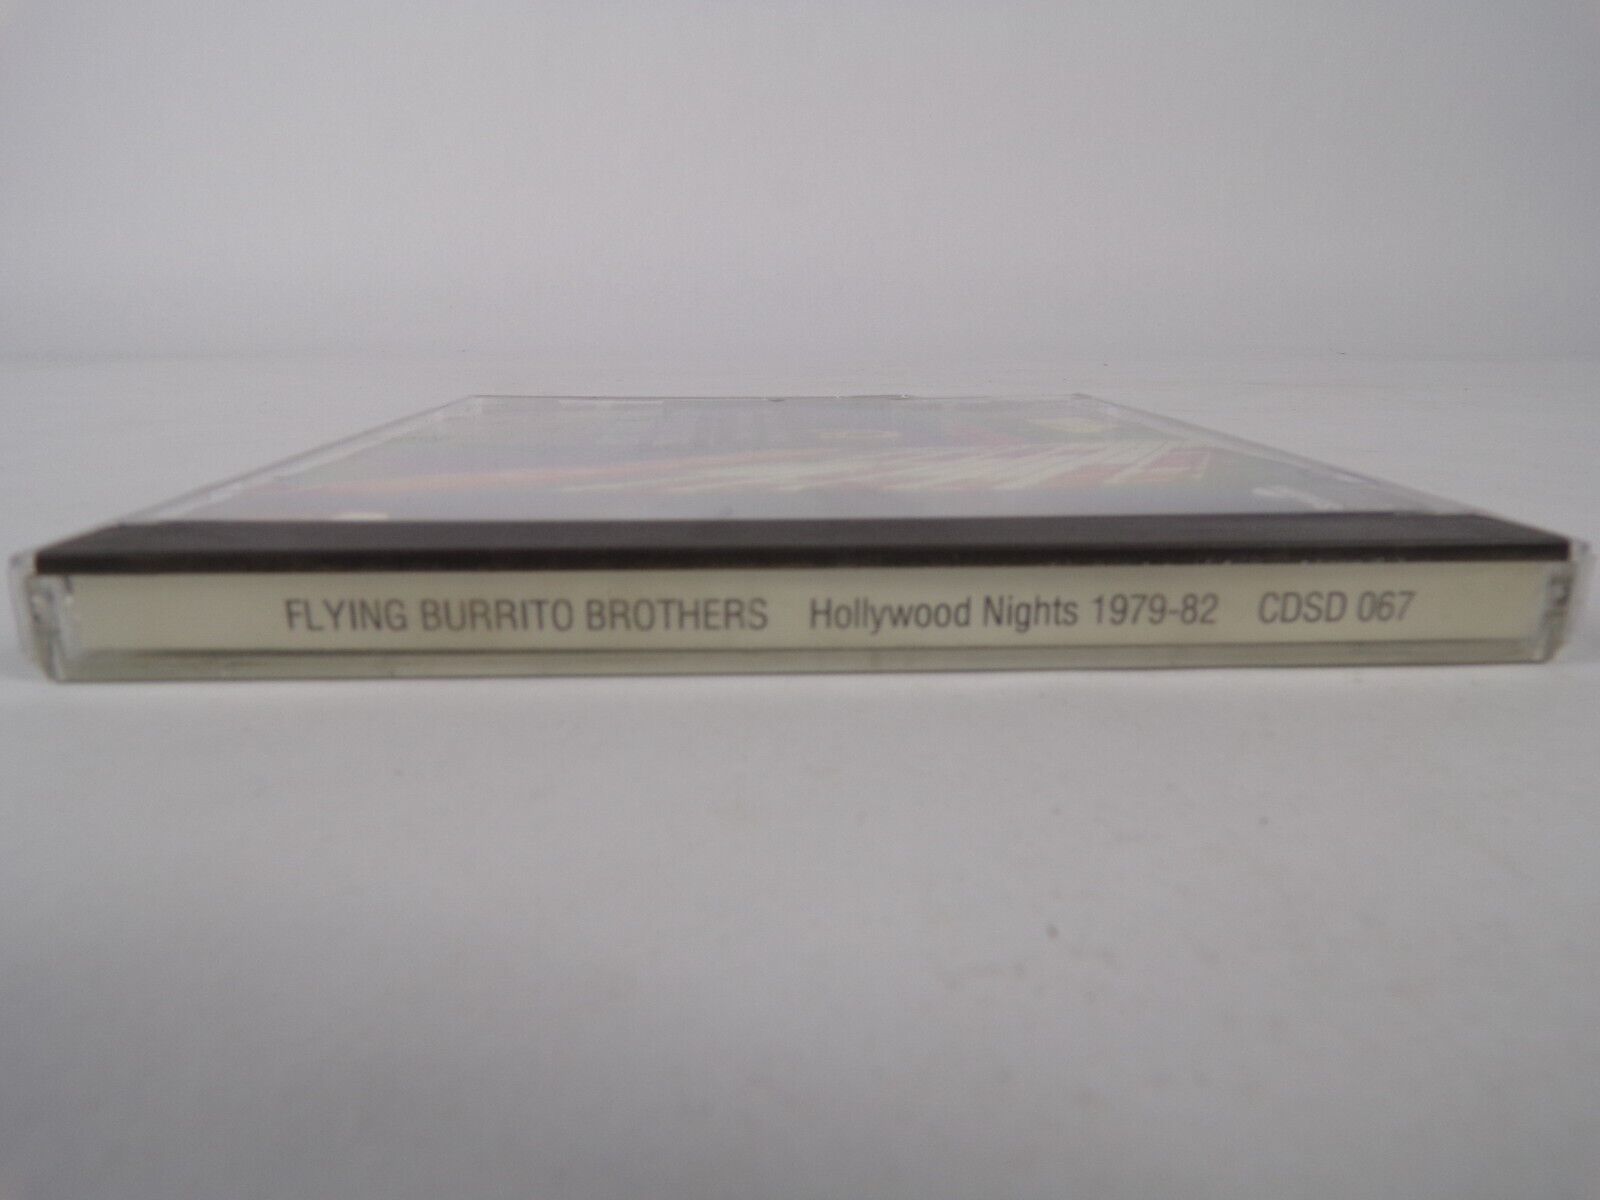 FLYING BURRITO BROTHERS Hollywood Nights 1979-82 CDSD 067